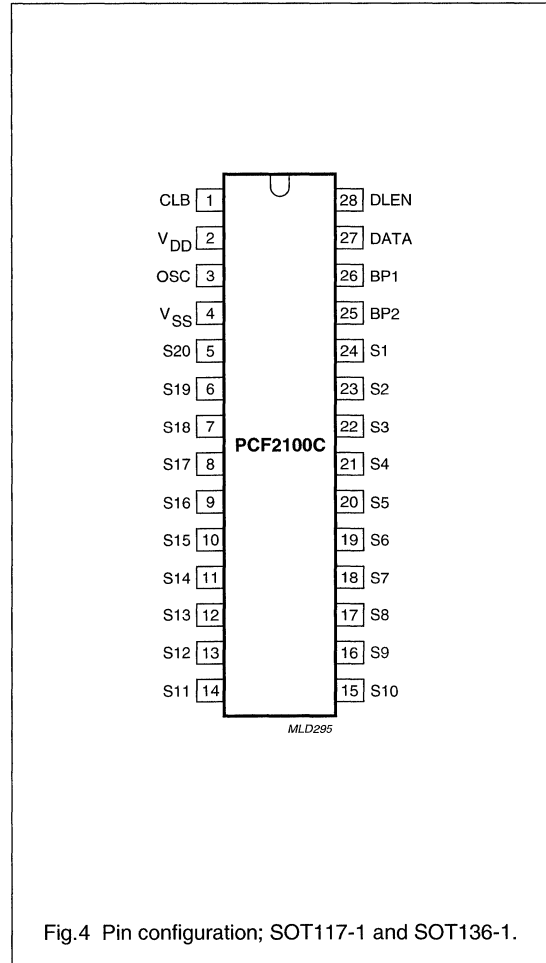 CLB 1 28 DLEN
VDD 2 27 DATA
OSC 3 26 BP1
VSS 4 25 BP2
S20 5 24 S1
S19 6 23 S2
S18 7 22 S3
S17 8 21 S4
PCF2100C
S16 9 20 S5
S15 10 19 S6
S14 11 18 S7
S13 12 17 S8
S12 13 16 S9
S11 14 15 S10
MLD295
Fig.4 Pin configuration; SOT117-1 and SOT136-1.